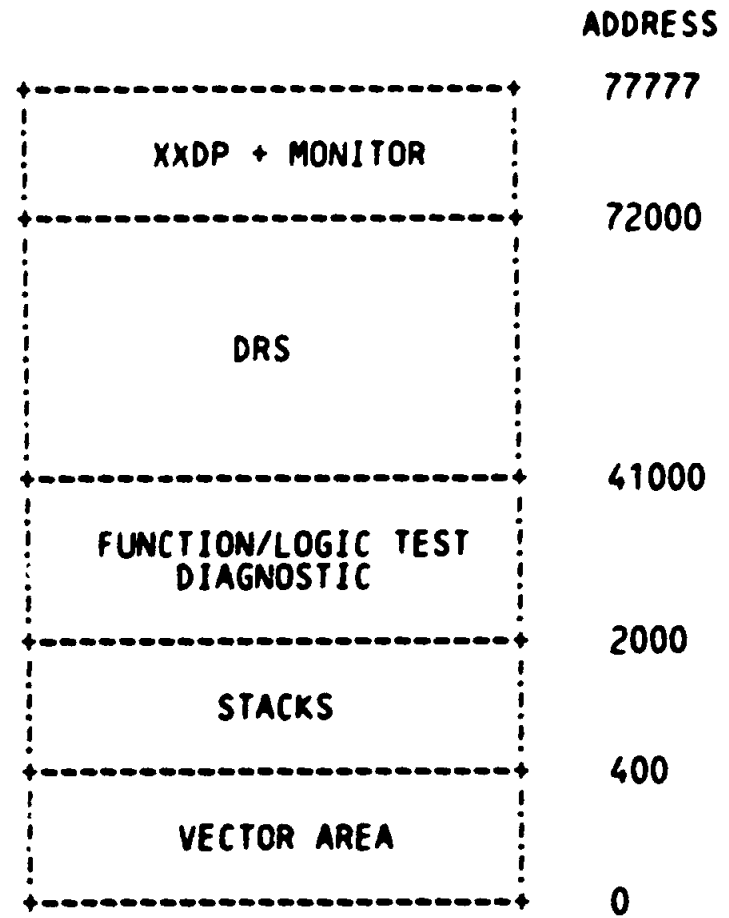 ADDRESS
77777
XXDP + MONITOR
72000
DRS
41000
FUNCTION/LOGIC TEST
DIAGNOSTIC
2000
STACKS
400
VECTOR AREA
0